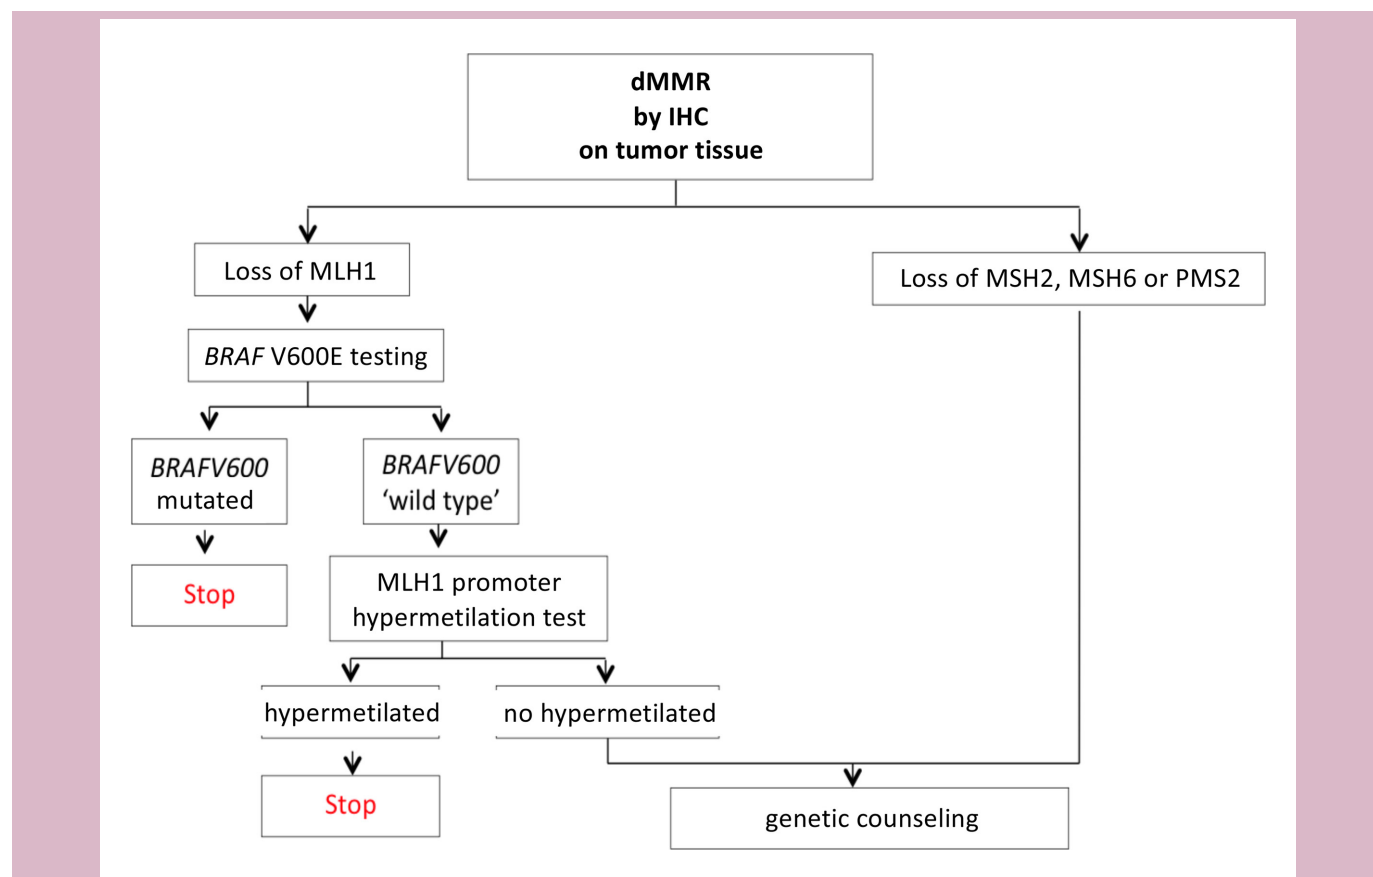 dMMR
by IHC
on tumor tissue
Loss of MLH1
Loss of MSH2, MSH6 or PMS2
BRAF V600E testing
BRAFV600
mutated
BRAFV600
‘wild type’
Stop
MLH1 promoter
hypermetilation test
hypermetilated
no hypermetilated
Stop
genetic counseling